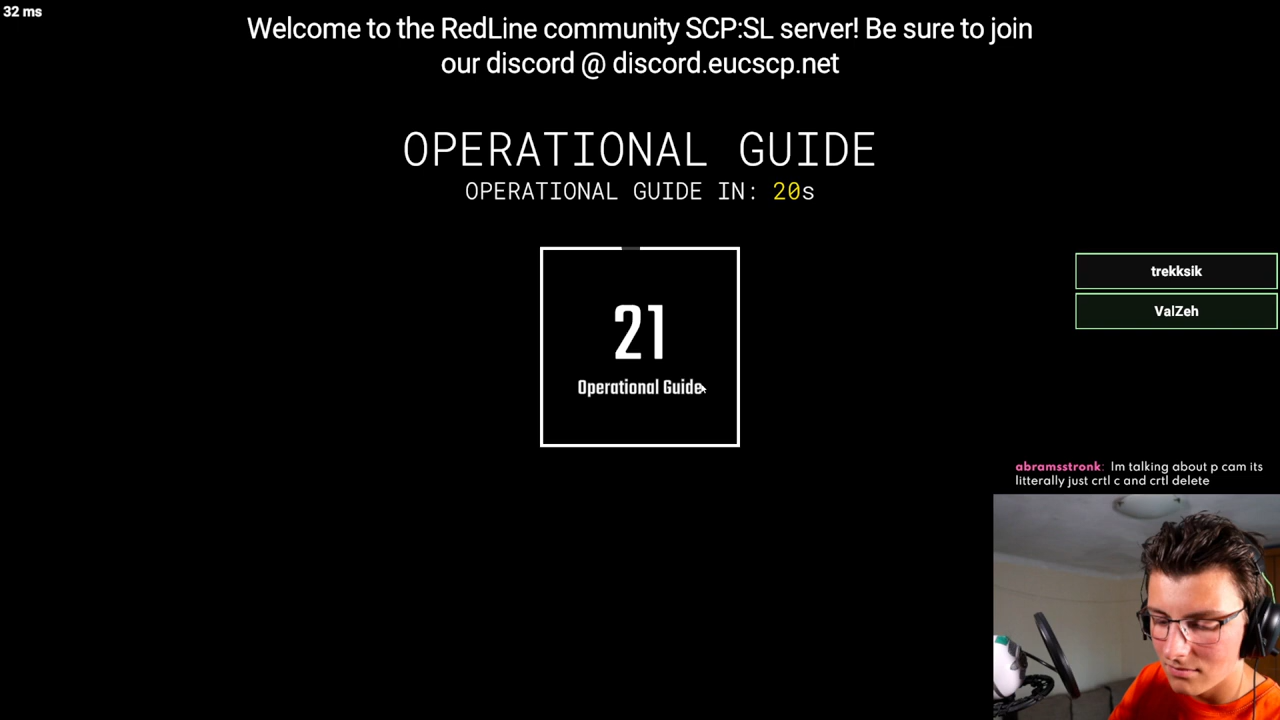 32 ms
Welcome to the RedLine community SCP:SL server! Be sure to join
our discord @ discord.eucscp.net
OPERATIONAL GUIDE
OPERATIONAL GUIDE IN: 20s
21
Operational Guide
trekksik
ValZeh
abramsstronk: Im talking about p cam its
litterally just crtl c and crtl delete